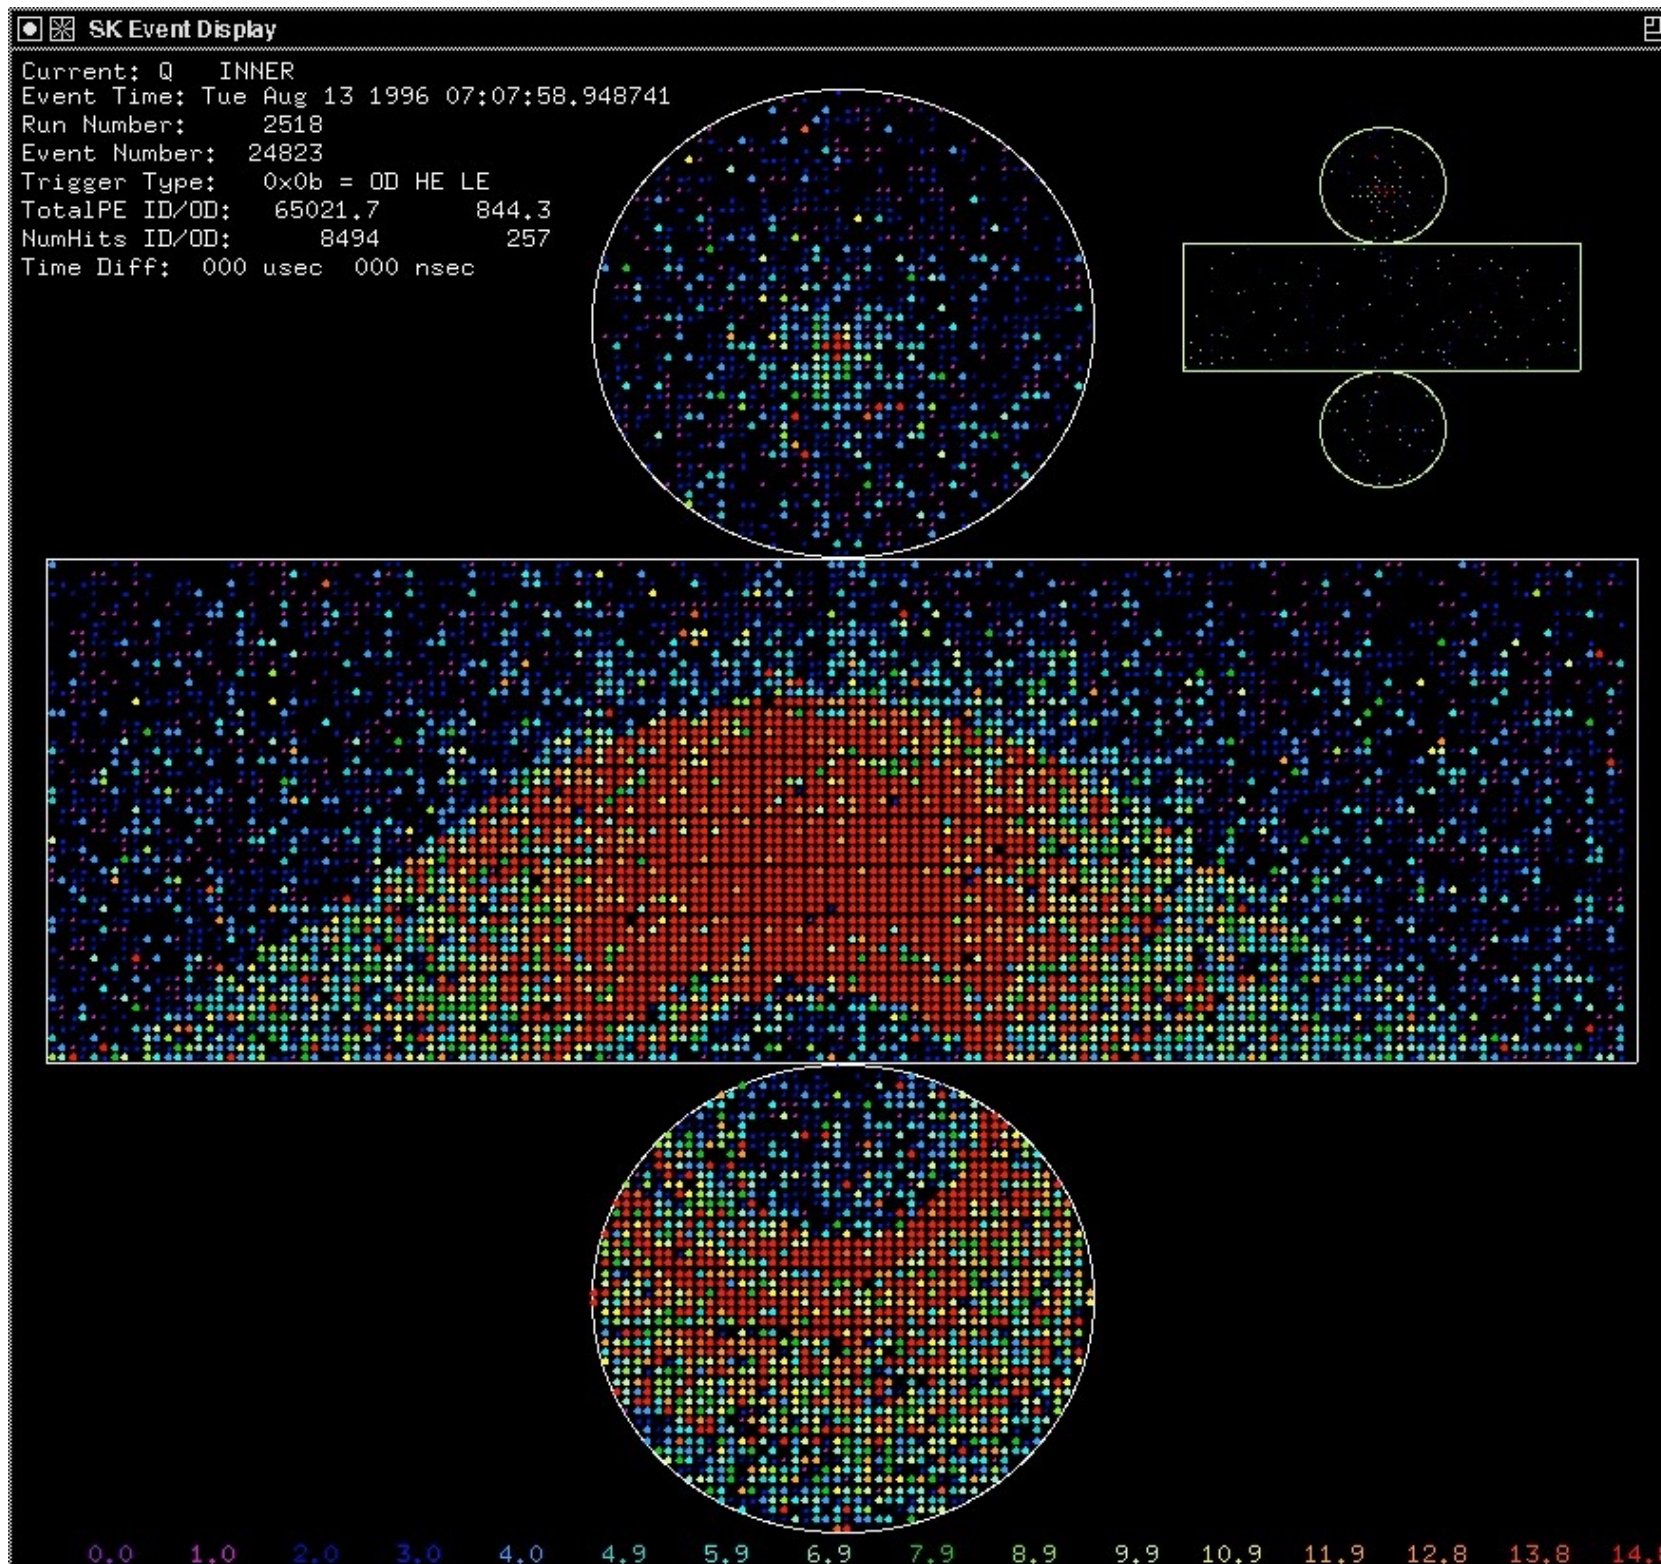 SK Event Display
Current: Q INNER
Event Time: Tue Aug 13 1996 07:07:58.948741
Run Number: 2518
Event Number: 24823
Trigger Type: 0x0b = OD HE LE
TotalPE ID/OD: 65021.7 844.3
NumHits ID/OD: 8494 257
Time Diff: 000 usec 000 nsec
0.0 1.0 2.0 3.0 4.0 4.9 5.9 6.9 7.9 8.9 9.9 10.9 11.9 12.8 13.8